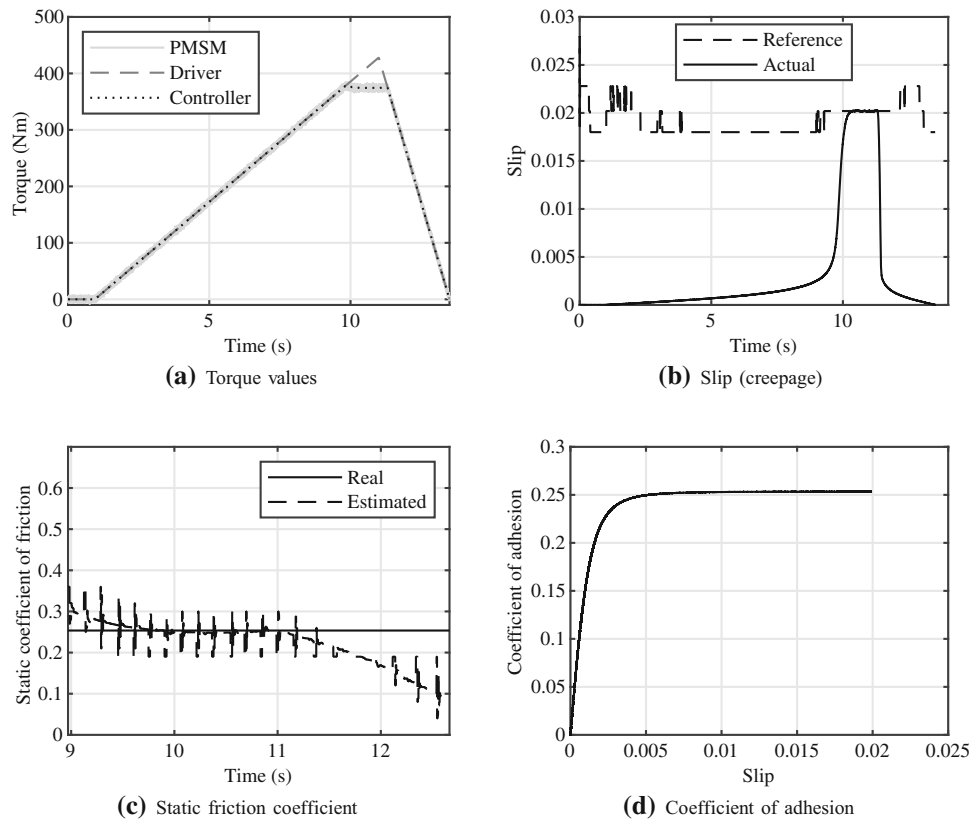 500
400
300
200
100
0
Torque (Nm)
PMSM
Driver
Controller
0
5
10
Time (s)
(a) Torque values
0.03
0.025
0.02
0.015
0.01
0.005
0
Slip
Reference
Actual
0
5
10
Time (s)
(b) Slip (creepage)
0.6
0.5
0.4
0.3
0.2
0.1
0
Static coefficient of friction
Real
Estimated
9
10
11
12
Time (s)
(c) Static friction coefficient
0.3
0.25
0.2
0.15
0.1
0.05
0
Coefficient of adhesion
0
0.005
0.01
0.015
0.02
0.025
Slip
(d) Coefficient of adhesion